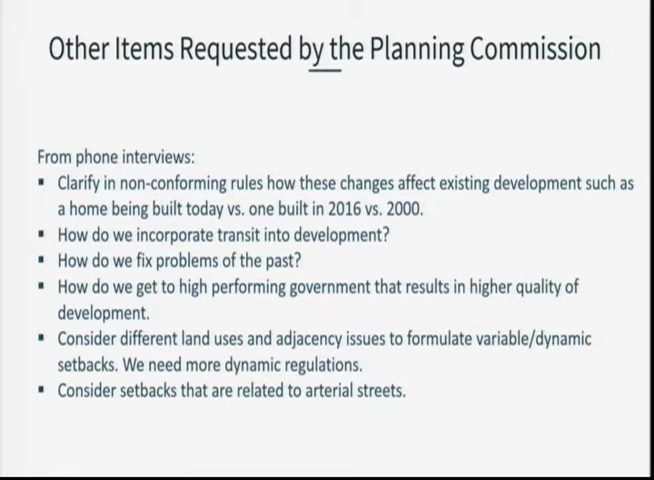 Other Items Requested by the Planning Commission
From phone interviews:
▪ Clarify in non-conforming rules how these changes affect existing development such as
a home being built today vs. one built in 2016 vs. 2000.
▪ How do we incorporate transit into development?
▪ How do we fix problems of the past?
▪ How do we get to high performing government that results in higher quality of
development.
▪ Consider different land uses and adjacency issues to formulate variable/dynamic
setbacks. We need more dynamic regulations.
▪ Consider setbacks that are related to arterial streets.